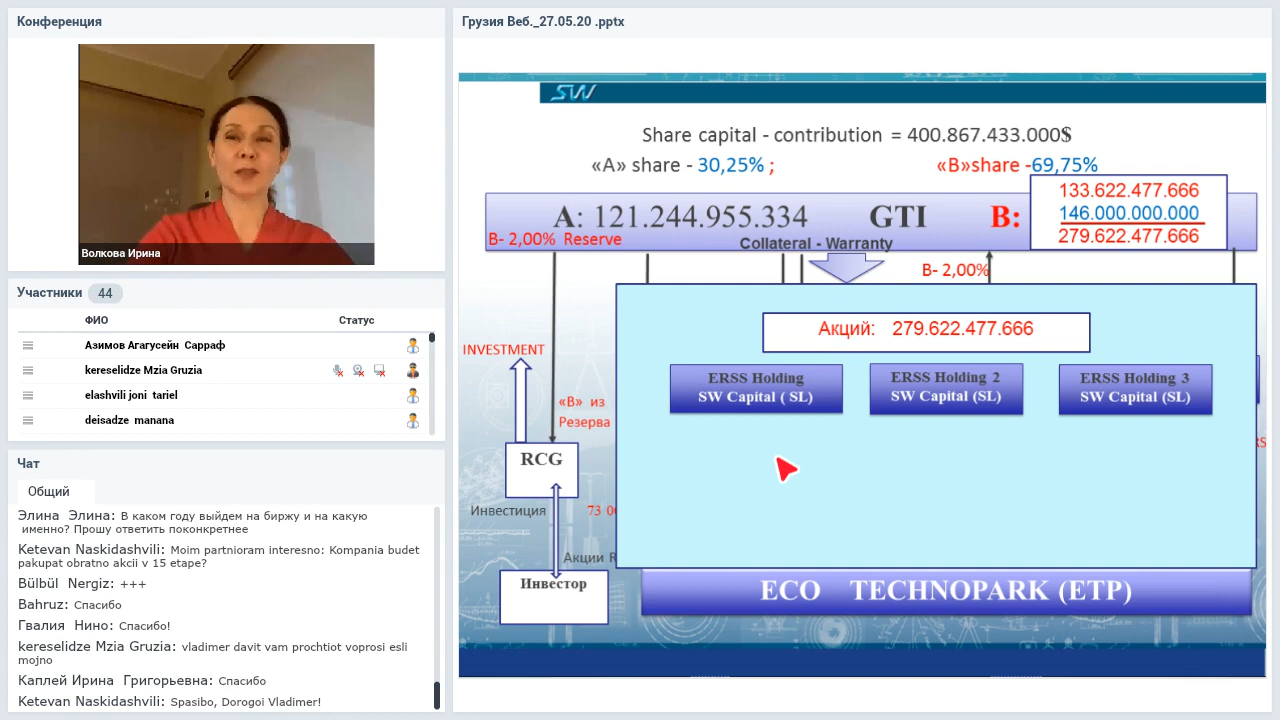 Конференция
Волкова Ирина
Участники 44
ФИО Статус
Азимов Агагусейн Сарраф
kereselidze Mzia Gruzia
elashvili joni tariel
deisadze manana
Чат
Общий
Элина Элина: В каком году выйдем на биржу и на какую
именно? Прошу ответить поконкретнее
Ketevan Naskidashvili: Moim partnioram interesno: Kompania budet
pakupat obratno akcii v 15 etape?
Bülbül Nergiz: +++
Bahruz: Спасибо
Гвалия Нино: Спасибо!
kereselidze Mzia Gruzia: vladimer davit vam prochtiot voprosi esli
mojno
Каплей Ирина Григорьевна: Спасибо
Ketevan Naskidashvili: Spasibo, Dorogoi Vladimer!
Грузия Веб._27.05.20 .pptx
SW
Share capital - contribution = 400.867.433.000$
«A» share - 30,25% ; «B»share -69,75%
A: 121.244.955.334 GTI B:
133.622.477.666
146.000.000.000
279.622.477.666
B- 2,00% Reserve
Collateral - Warranty
B- 2,00%
Акций: 279.622.477.666
INVESTMENT
ERSS Holding
SW Capital ( SL)
ERSS Holding 2
SW Capital (SL)
ERSS Holding 3
SW Capital (SL)
«B» из
Резерва
RCG
Инвестиция
Акции
Инвестор
ECO TECHNOPARK (ETP)